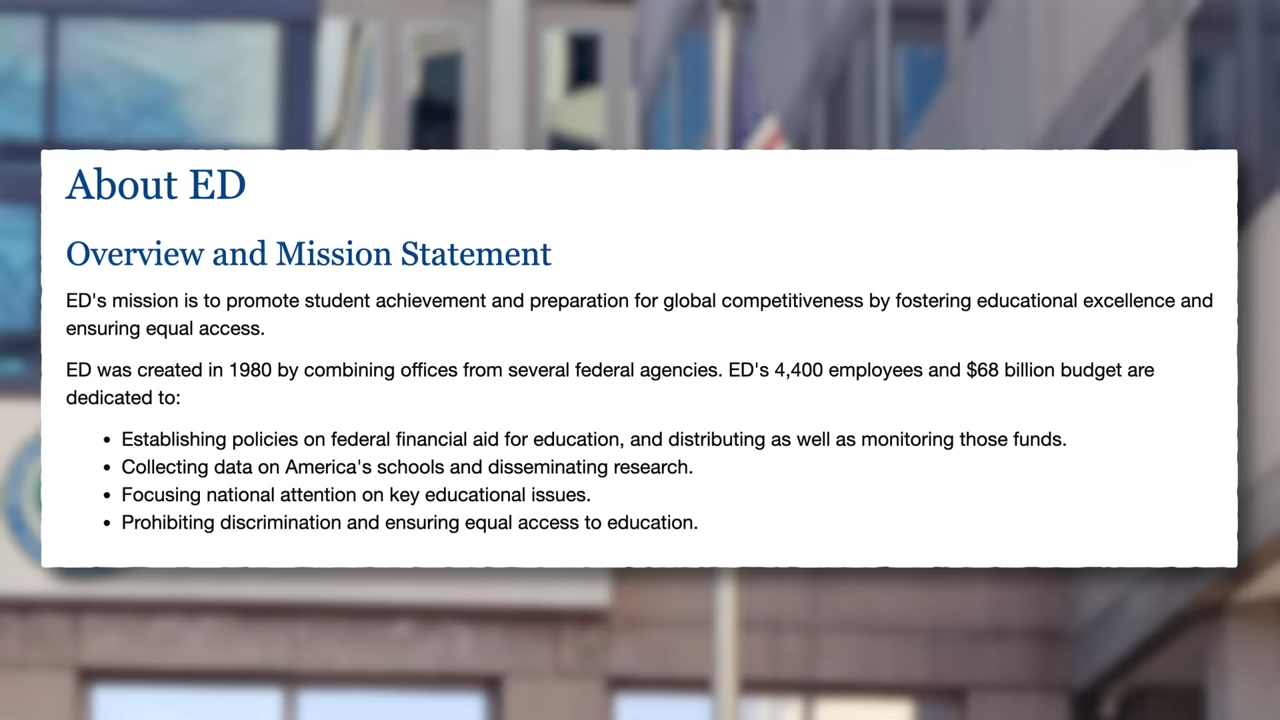 About ED
Overview and Mission Statement
ED's mission is to promote student achievement and preparation for global competitiveness by fostering educational excellence and
ensuring equal access.
ED was created in 1980 by combining offices from several federal agencies. ED's 4,400 employees and $68 billion budget are
dedicated to:
• Establishing policies on federal financial aid for education, and distributing as well as monitoring those funds.
• Collecting data on America's schools and disseminating research.
• Focusing national attention on key educational issues.
• Prohibiting discrimination and ensuring equal access to education.